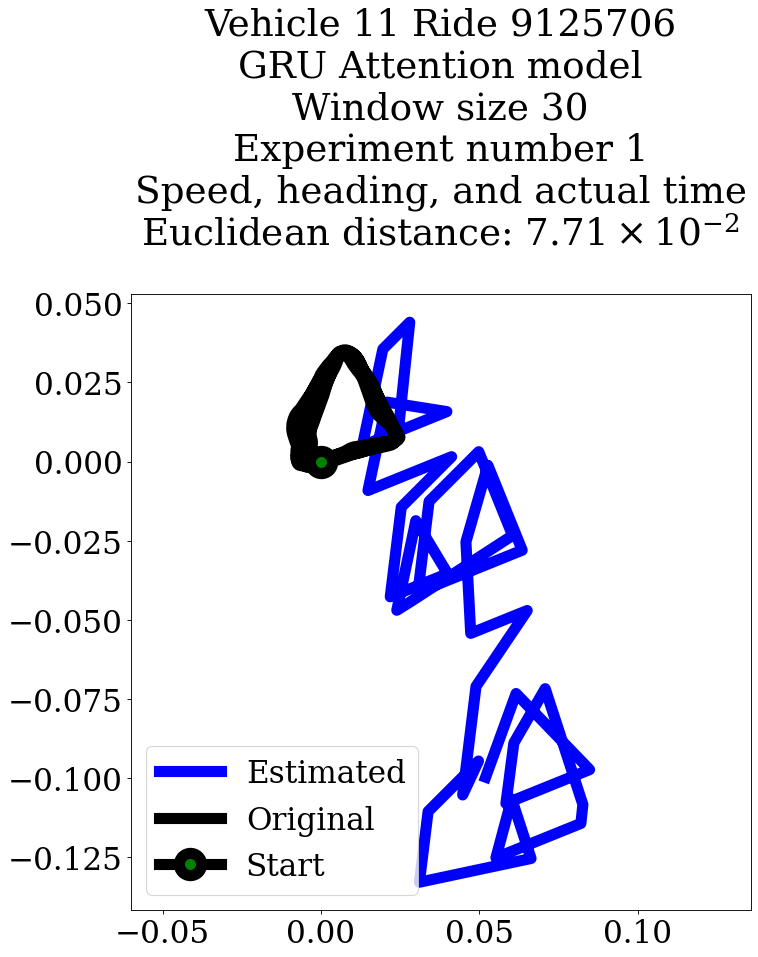 Vehicle 11 Ride 9125706
GRU Attention model
Window size 30
Experiment number 1
Speed, heading, and actual time
Euclidean distance: 7.71 × 10⁻²
0.050
0.025
0.000
−0.025
−0.050
−0.075
−0.100
−0.125
Estimated
Original
Start
−0.05 0.00 0.05 0.10